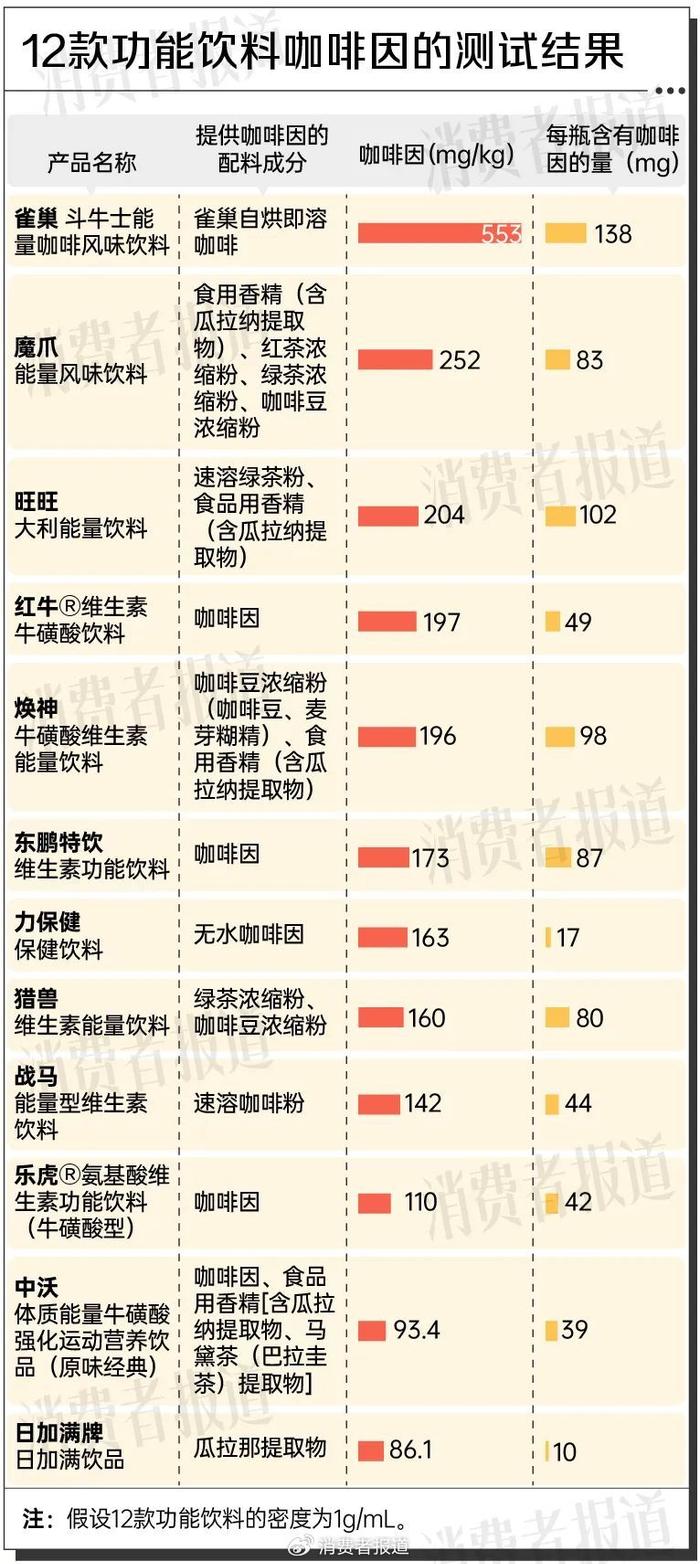 12款功能饮料咖啡因的测试结果
产品名称
提供咖啡因的
配料成分
咖啡因(mg/kg)
每瓶含有咖啡
因的量（mg）
雀巢 斗牛士能
量咖啡风味饮料
雀巢自烘即溶
咖啡
553
138
魔爪
能量风味饮料
食用香精（含
瓜拉纳提取
物）、红茶浓
缩粉、绿茶浓
缩粉、咖啡豆
浓缩粉
252
83
旺旺
大利能量饮料
速溶绿茶粉、
食品用香精
（含瓜拉纳提
取物）
204
102
红牛®维生素
牛磺酸饮料
咖啡因
197
49
焕神
牛磺酸维生素
能量饮料
咖啡豆浓缩粉
（咖啡豆、麦
芽糊精）、食
用香精（含瓜
拉纳提取物）
196
98
东鹏特饮
维生素功能饮料
咖啡因
173
87
力保健
保健饮料
无水咖啡因
163
17
猎兽
维生素能量饮料
绿茶浓缩粉、
咖啡豆浓缩粉
160
80
战马
能量型维生素
饮料
速溶咖啡粉
142
44
乐虎®氨基酸维
生素功能饮料
（牛磺酸型）
咖啡因
110
42
中沃
体质能量牛磺酸
强化运动营养饮
品（原味经典）
咖啡因、食品
用香精[含瓜拉
纳提取物、马
黛茶（巴拉圭
茶）提取物]
93.4
39
日加满牌
日加满饮品
瓜拉那提取物
86.1
10
注：假设12款功能饮料的密度为1g/mL。
消费者报道